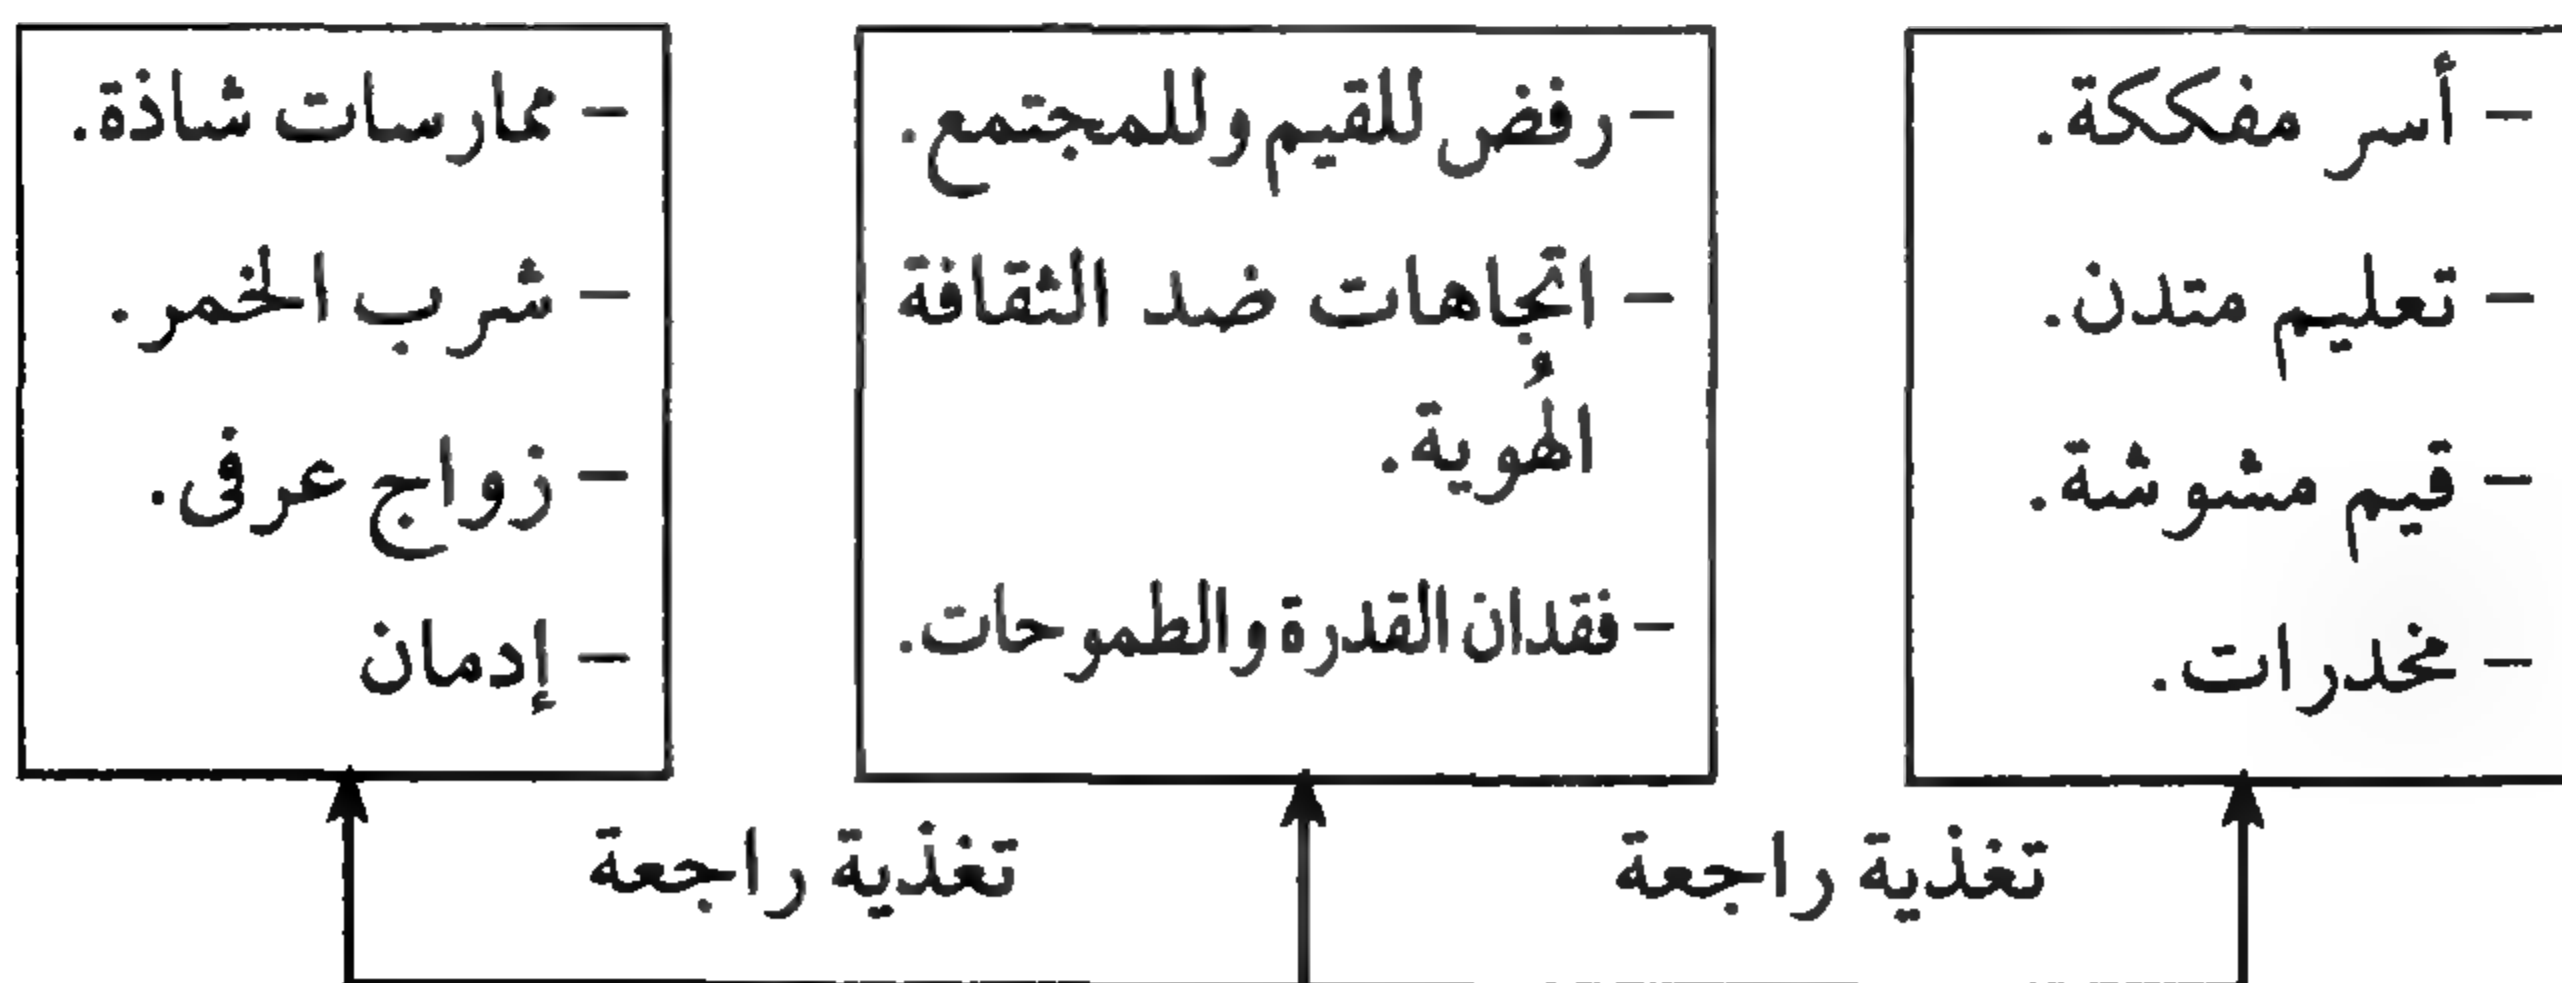 - أسر مفككة.
- تعليم متدن.
- قيم مشوشة.
- مخدرات.
- رفض للقيم وللمجتمع.
- اتجاهات ضد الثقافة
وُ
الهُوية.
- فقدان القدرة والطموحات.
- ممارسات شاذة.
- شرب الخمر.
- زواج عرفى.
- إدمان
تغذية راجعة
تغذية راجعة